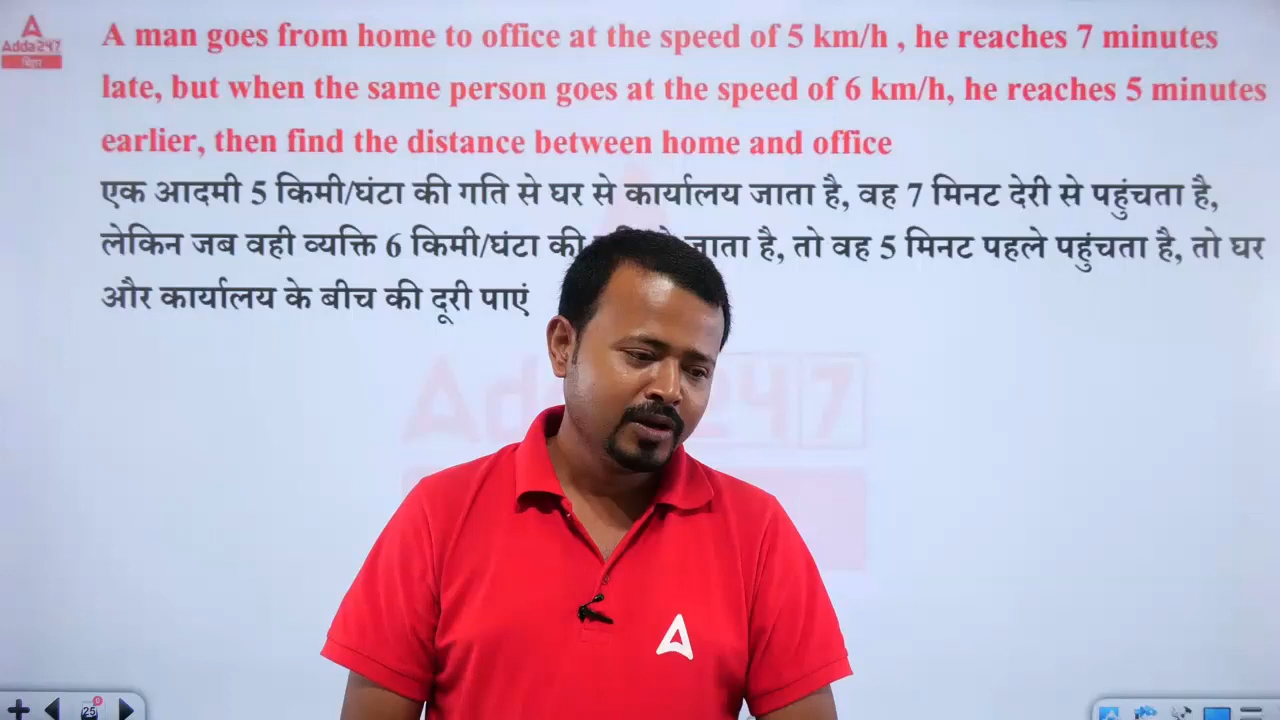 Adda247
बिहार
A man goes from home to office at the speed of 5 km/h , he reaches 7 minutes
late, but when the same person goes at the speed of 6 km/h, he reaches 5 minutes
earlier, then find the distance between home and office
एक आदमी 5 किमी/घंटा की गति से घर से कार्यालय जाता है, वह 7 मिनट देरी से पहुंचता है,
लेकिन जब वही व्यक्ति 6 किमी/घंटा की जाता है, तो वह 5 मिनट पहले पहुंचता है, तो घर
और कार्यालय के बीच की दूरी पाएं
Adda247
25
6